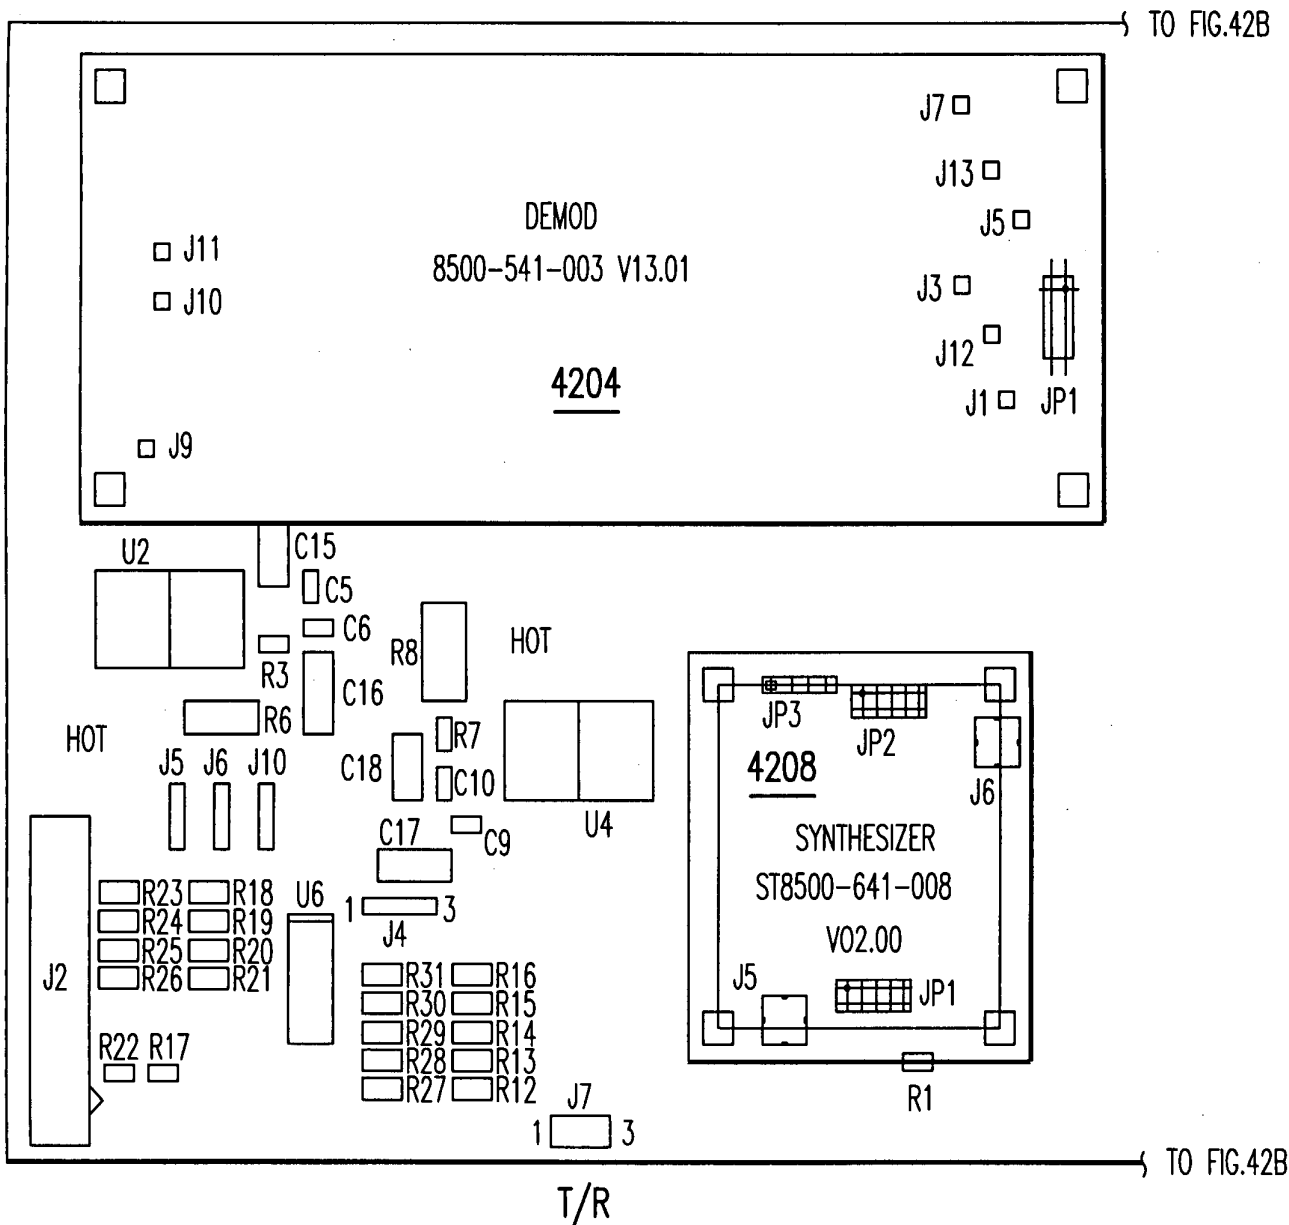 TO FIG.42B
J7
J13
DEMOD
J5
J11
8500-541-003 V13.01
J3
J10
J12
4204
J1
JP1
J9
U2
C15
C5
C6
HOT
R8
R3
C16
JP3
R6
R7
JP2
HOT
J5
J6
J10
C18
4208
C10
J6
U4
C17
C9
SYNTHESIZER
R23
R18
U6
ST8500-641-008
R24
R19
1
3
J4
R25
R20
V02.00
J2
R26
R21
R31
R16
J5
JP1
R30
R15
R29
R14
R22
R17
R28
R13
R27
R12
R1
J7
1
3
TO FIG.42B
T/R